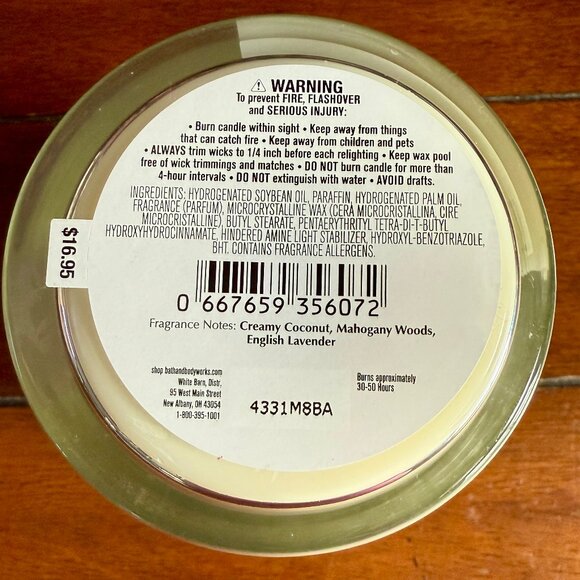 ⚠ WARNING
To prevent FIRE, FLASHOVER
and SERIOUS INJURY:
• Burn candle within sight • Keep away from things
that can catch fire • Keep away from children and pets
• ALWAYS trim wicks to 1/4 inch before each relighting • Keep wax pool
free of wick trimmings and matches • DO NOT burn candle for more than
4-hour intervals • DO NOT extinguish with water • AVOID drafts.
INGREDIENTS: HYDROGENATED SOYBEAN OIL, PARAFFIN, HYDROGENATED PALM OIL,
FRAGRANCE (PARFUM), MICROCRYSTALLINE WAX (CERA MICROCRISTALLINA, CIRE
MICROCRISTALLINE) BUTYL STEARATE, PENTAERYTHRITYL TETRA-DI-T-BUTYL
HYDROXYHYDROCINNAMATE, HINDERED AMINE LIGHT STABILIZER, HYDROXYL-BENZOTRIAZOLE,
BHT. CONTAINS FRAGRANCE ALLERGENS.
$16.95
0 667659 356072
Fragrance Notes: Creamy Coconut, Mahogany Woods,
English Lavender
shop bathandbodyworks.com
White Barn, Distr.
95 West Main Street
New Albany, OH 43054
1-800-395-1001
4331M8BA
Burns approximately
30-50 Hours